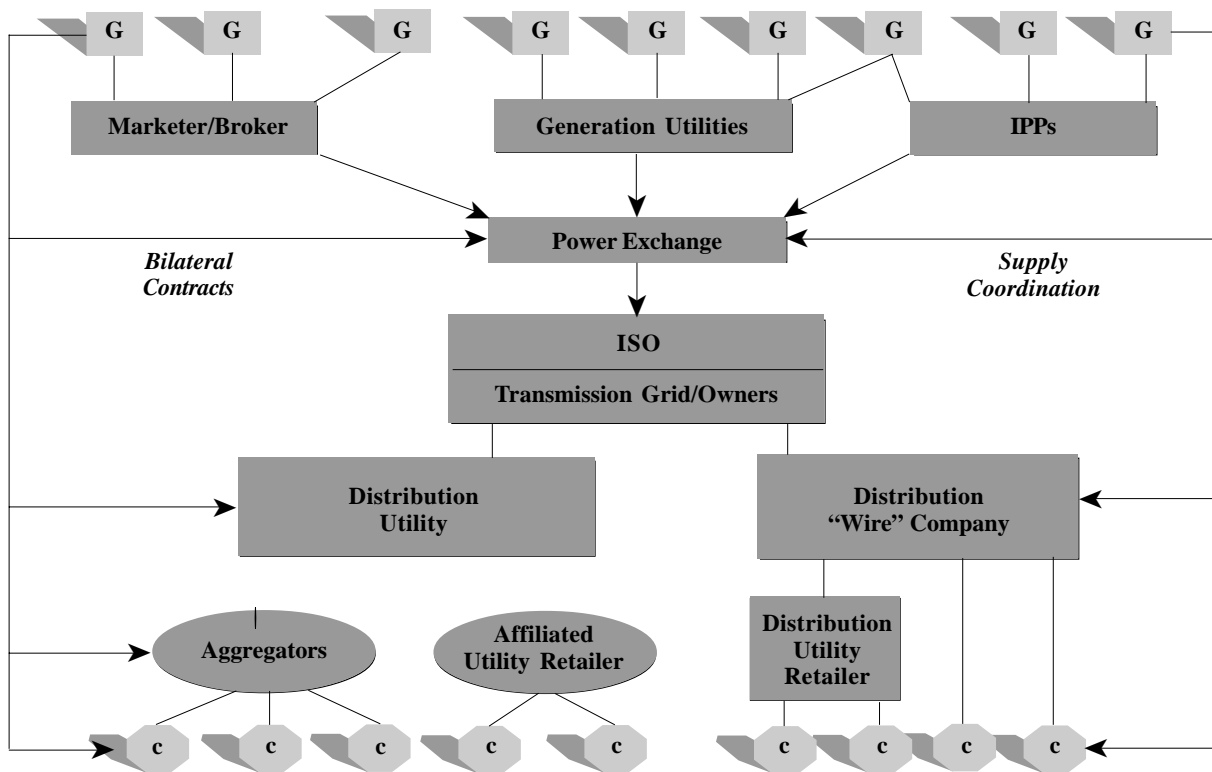 G G G G G G G G G
Marketer/Broker
Generation Utilities
IPPs
Power Exchange
Bilateral
Contracts
Supply
Coordination
ISO
Transmission Grid/Owners
Distribution
Utility
Distribution
“Wire” Company
Aggregators
Affiliated
Utility Retailer
Distribution
Utility
Retailer
c c c c c c c c c